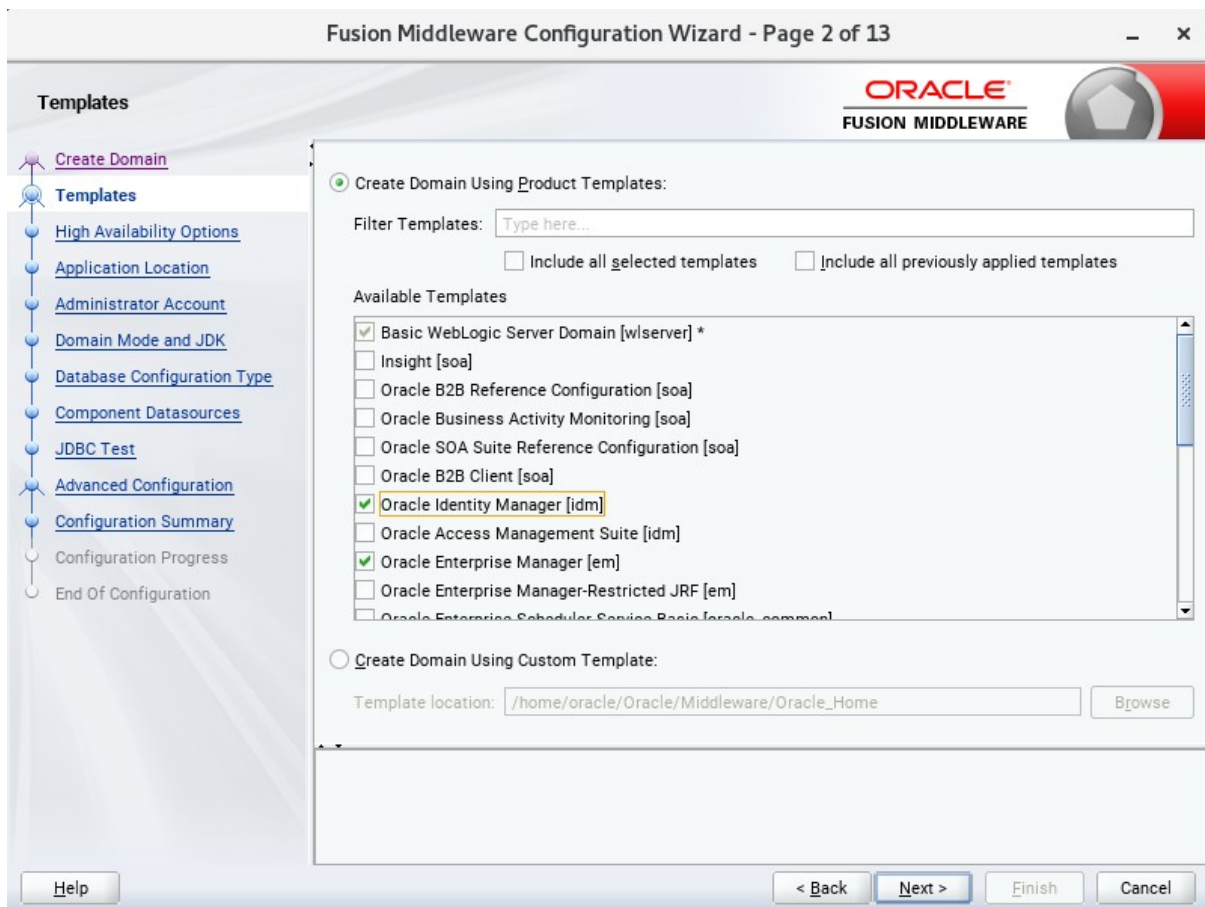 Fusion Middleware Configuration Wizard - Page 2 of 13
Templates
ORACLE
FUSION MIDDLEWARE
Create Domain
Templates
High Availability Options
Application Location
Administrator Account
Domain Mode and JDK
Database Configuration Type
Component Datasources
JDBC Test
Advanced Configuration
Configuration Summary
Configuration Progress
End Of Configuration
Create Domain Using Product Templates:
Filter Templates: Type here...
Include all selected templates Include all previously applied templates
Available Templates
Basic WebLogic Server Domain [wlserver] *
Insight [soa]
Oracle B2B Reference Configuration [soa]
Oracle Business Activity Monitoring [soa]
Oracle SOA Suite Reference Configuration [soa]
Oracle B2B Client [soa]
Oracle Identity Manager [idm]
Oracle Access Management Suite [idm]
Oracle Enterprise Manager [em]
Oracle Enterprise Manager-Restricted JRF [em]
Oracle Enterprise Scheduler Service Basic [oracle_common]
Create Domain Using Custom Template:
Template location: /home/oracle/Oracle/Middleware/Oracle_Home Browse
Help < Back Next > Finish Cancel